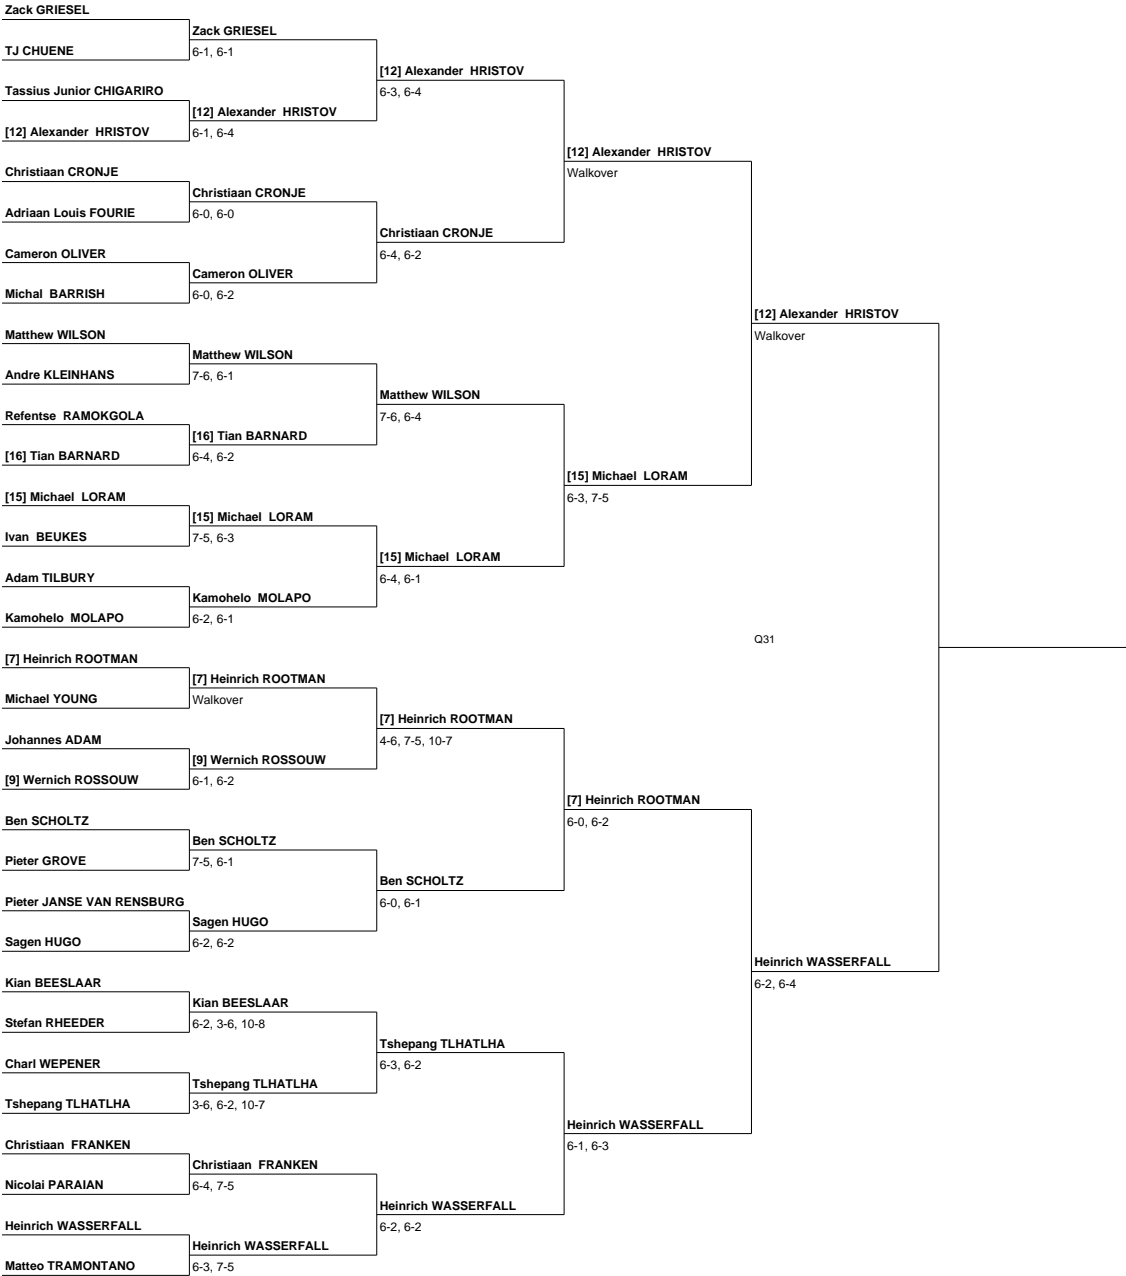 Zack GRIESEL
Zack GRIESEL
TJ CHUENE
6-1, 6-1
[12] Alexander HRISTOV
Tassius Junior CHIGARIRO
6-3, 6-4
[12] Alexander HRISTOV
[12] Alexander HRISTOV
6-1, 6-4
[12] Alexander HRISTOV
Christiaan CRONJE
Walkover
Christiaan CRONJE
Adriaan Louis FOURIE
6-0, 6-0
Christiaan CRONJE
Cameron OLIVER
6-4, 6-2
Cameron OLIVER
Michal BARRISH
6-0, 6-2
[12] Alexander HRISTOV
Matthew WILSON
Walkover
Matthew WILSON
Andre KLEINHANS
7-6, 6-1
Matthew WILSON
Refentse RAMOKGOLA
7-6, 6-4
[16] Tian BARNARD
[16] Tian BARNARD
6-4, 6-2
[15] Michael LORAM
[15] Michael LORAM
6-3, 7-5
[15] Michael LORAM
Ivan BEUKES
7-5, 6-3
[15] Michael LORAM
Adam TILBURY
6-4, 6-1
Kamohelo MOLAPO
Kamohelo MOLAPO
6-2, 6-1
Q31
[7] Heinrich ROOTMAN
[7] Heinrich ROOTMAN
Michael YOUNG
Walkover
[7] Heinrich ROOTMAN
Johannes ADAM
4-6, 7-5, 10-7
[9] Wernich ROSSOUW
[9] Wernich ROSSOUW
6-1, 6-2
[7] Heinrich ROOTMAN
Ben SCHOLTZ
6-0, 6-2
Ben SCHOLTZ
Pieter GROVE
7-5, 6-1
Ben SCHOLTZ
Pieter JANSE VAN RENSBURG
6-0, 6-1
Sagen HUGO
Sagen HUGO
6-2, 6-2
Heinrich WASSERFALL
Kian BEESLAAR
6-2, 6-4
Kian BEESLAAR
Stefan RHEEDER
6-2, 3-6, 10-8
Tshepang TLHATLHA
Charl WEPENER
6-3, 6-2
Tshepang TLHATLHA
Tshepang TLHATLHA
3-6, 6-2, 10-7
Heinrich WASSERFALL
Christiaan FRANKEN
6-1, 6-3
Christiaan FRANKEN
Nicolai PARAIAN
6-4, 7-5
Heinrich WASSERFALL
Heinrich WASSERFALL
6-2, 6-2
Heinrich WASSERFALL
Matteo TRAMONTANO
6-3, 7-5